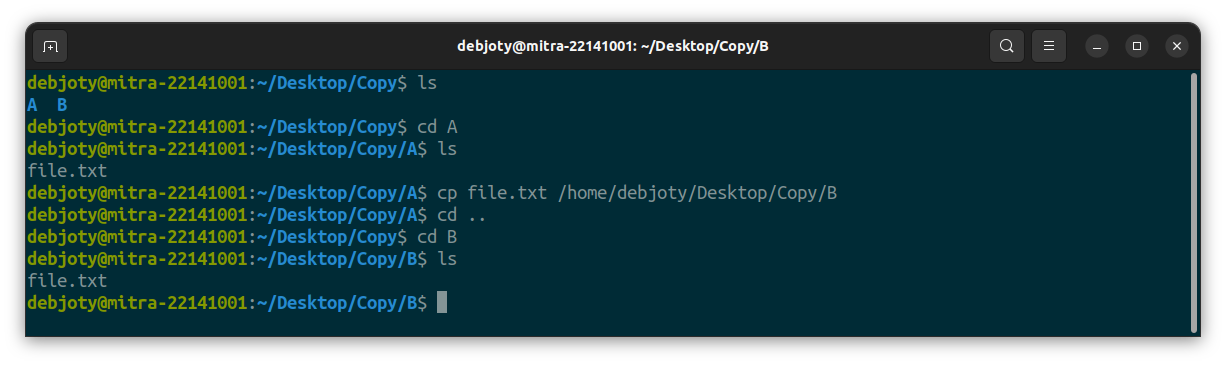 debjoty@mitra-22141001: ~/Desktop/Copy/B
debjoty@mitra-22141001:~/Desktop/Copy$ ls
A  B
debjoty@mitra-22141001:~/Desktop/Copy$ cd A
debjoty@mitra-22141001:~/Desktop/Copy/A$ ls
file.txt
debjoty@mitra-22141001:~/Desktop/Copy/A$ cp file.txt /home/debjoty/Desktop/Copy/B
debjoty@mitra-22141001:~/Desktop/Copy/A$ cd ..
debjoty@mitra-22141001:~/Desktop/Copy$ cd B
debjoty@mitra-22141001:~/Desktop/Copy/B$ ls
file.txt
debjoty@mitra-22141001:~/Desktop/Copy/B$